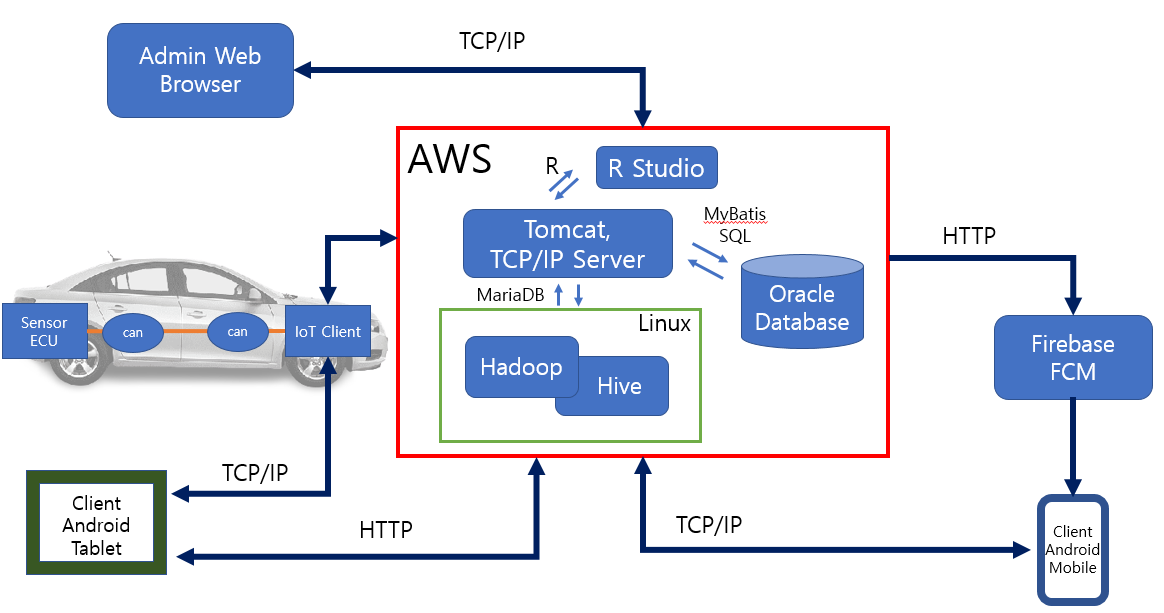 TCP/IP
Admin Web
Browser
AWS
R
R Studio
Tomcat,
TCP/IP Server
MyBatis
SQL
HTTP
MariaDB
Oracle
Database
Linux
Hadoop
Hive
Sensor
ECU
can
can
IoT Client
Firebase
FCM
TCP/IP
Client
Android
Tablet
HTTP
TCP/IP
Client
Android
Mobile